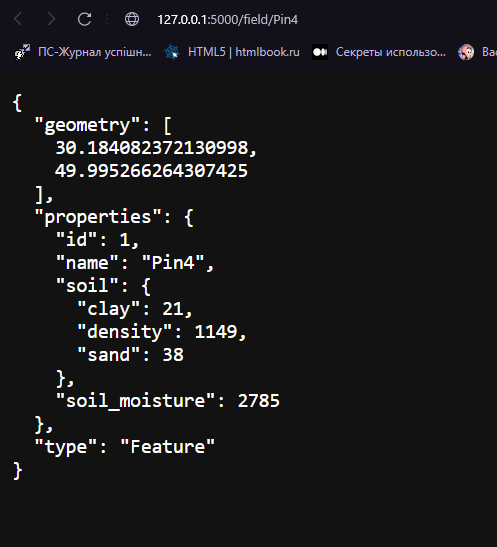 127.0.0.1:5000/field/Pin4
ПС-Журнал успішн... HTML5 | htmlbook.ru Секреты использо... Вас
{
  "geometry": [
    30.184082372130998,
    49.995266264307425
  ],
  "properties": {
    "id": 1,
    "name": "Pin4",
    "soil": {
      "clay": 21,
      "density": 1149,
      "sand": 38
    },
    "soil_moisture": 2785
  },
  "type": "Feature"
}